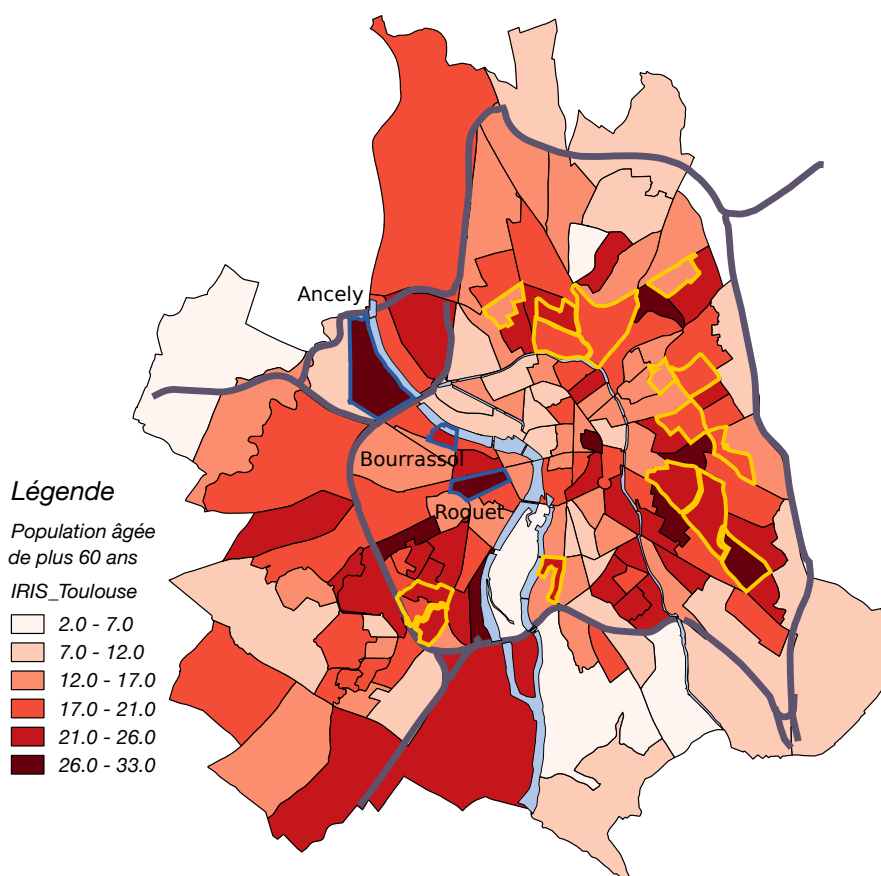 Ancely
Bourrassol
Roguet
Légende
Population âgée
de plus 60 ans
IRIS_Toulouse
2.0 - 7.0
7.0 - 12.0
12.0 - 17.0
17.0 - 21.0
21.0 - 26.0
26.0 - 33.0